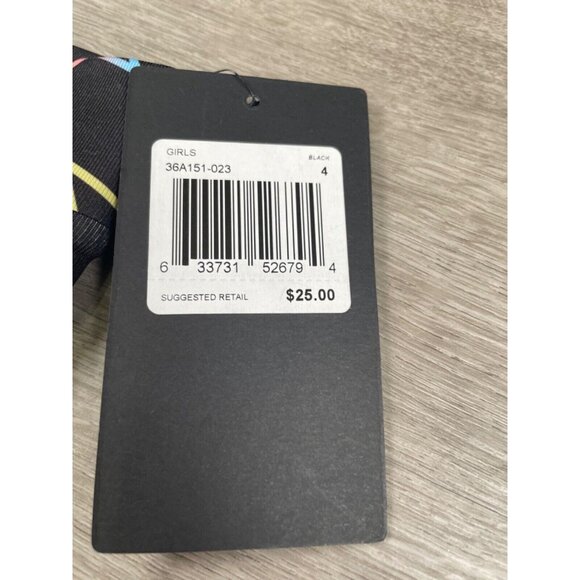 GIRLS
BLACK
36A151-023
4
6 33731 52679 4
SUGGESTED RETAIL $25.00